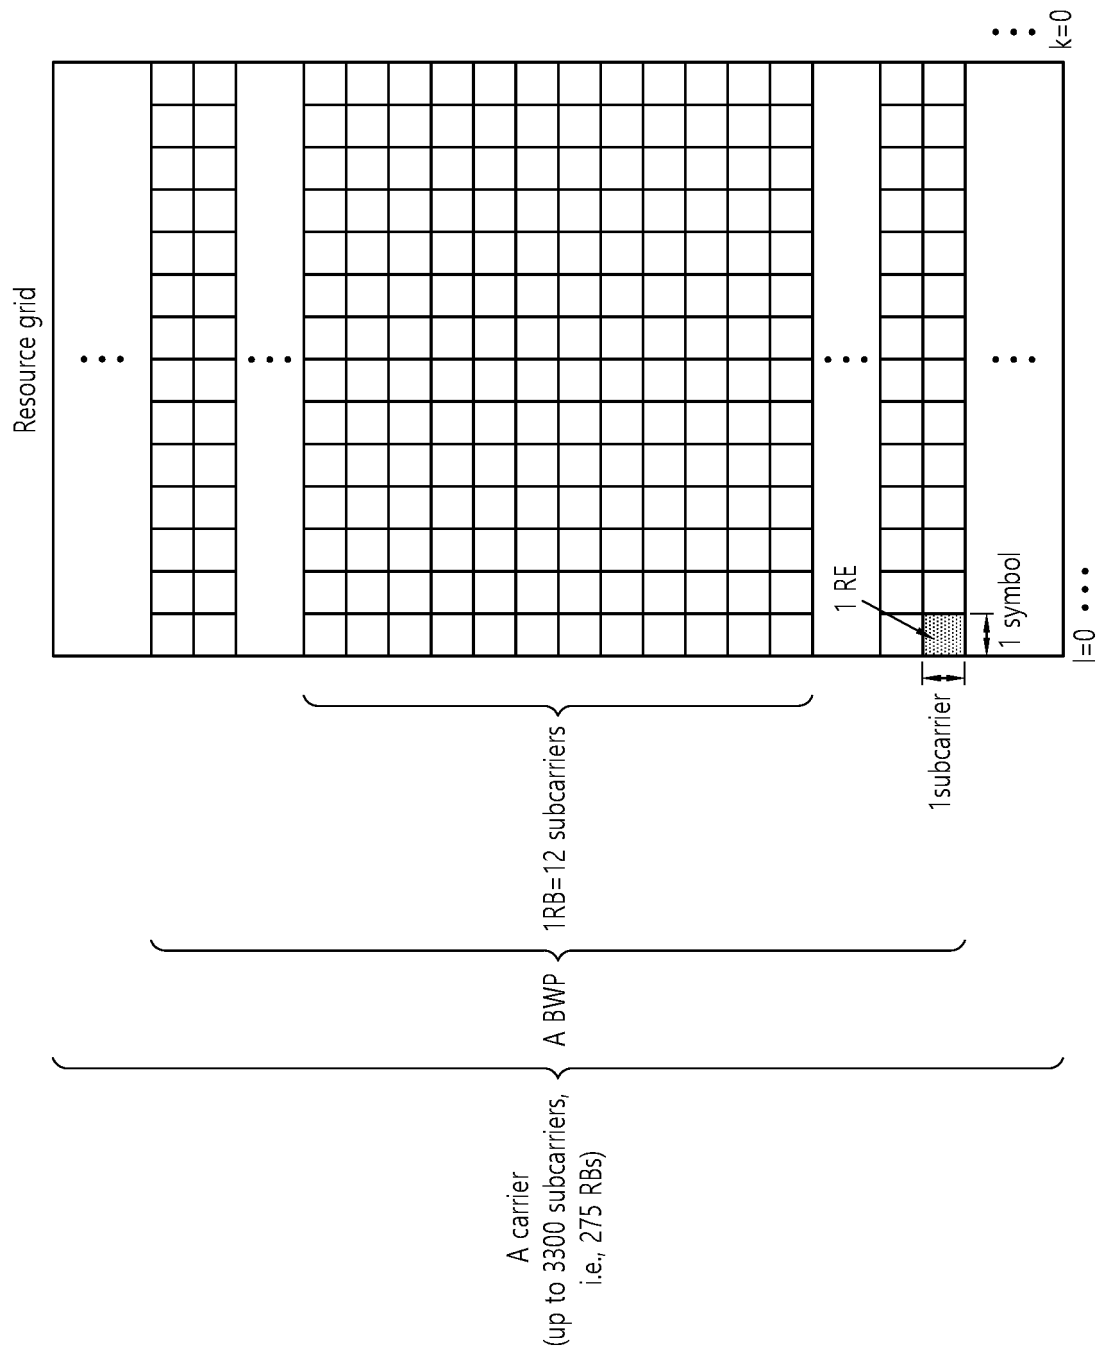 Resource grid
A carrier
(up to 3300 subcarriers,
i.e., 275 RBs)
A BWP
1RB=12 subcarriers
1 RE
1subcarrier
1 symbol
l=0 •••
••• k=0